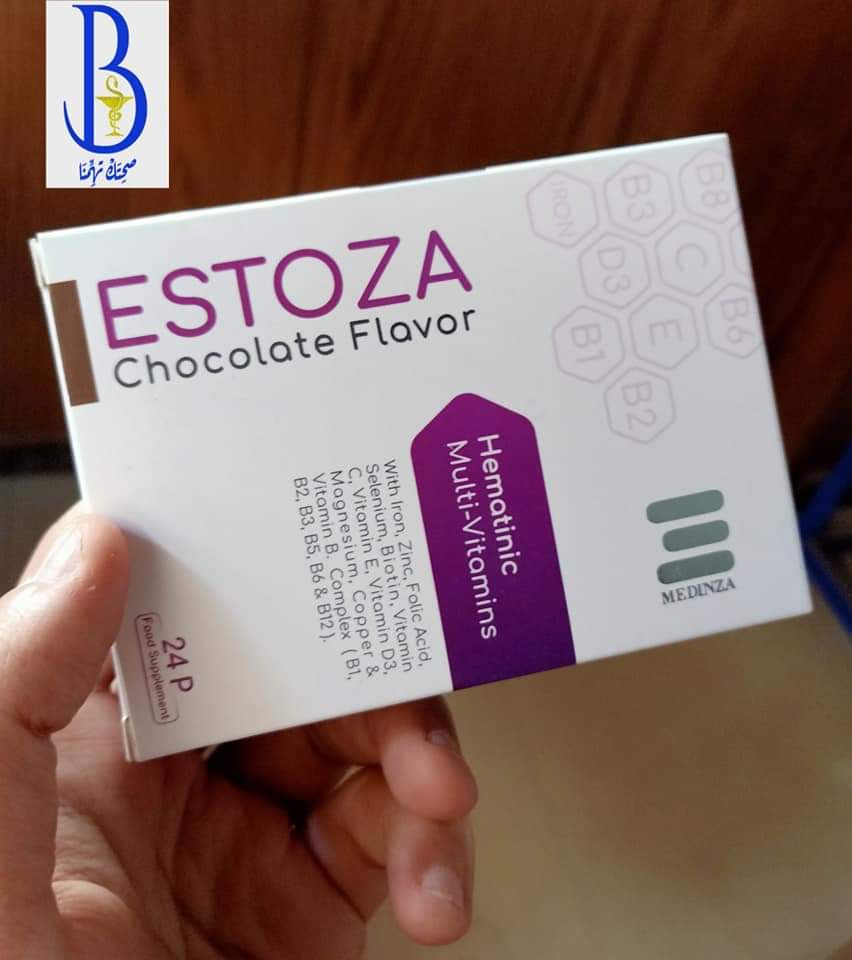 B
صحتك تهمنا
ESTOZA
Chocolate Flavor
IRON
B3
B8
D3
C
B1
E
B6
B2
Hematinic
Multi-Vitamins
With Iron, Zinc, Folic Acid,
Selenium, Biotin, Vitamin
C, Vitamin E, Vitamin D3,
Magnesium, Copper &
Vitamin B. Complex ( B1,
B2, B3, B5, B6 & B12 ).
24 P
Food Supplement
MEDINZA